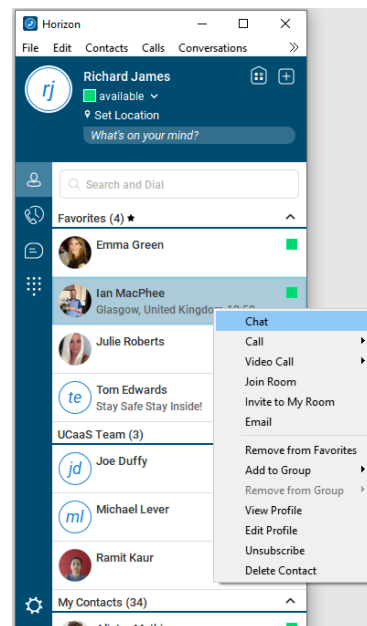 Horizon
File Edit Contacts Calls Conversations »
rj
Richard James
available
Set Location
What's on your mind?
Search and Dial
Favorites (4) ★
Emma Green
Ian MacPhee
Glasgow, United Kingdom
Chat
Call
Julie Roberts
Video Call
Join Room
te
Tom Edwards
Stay Safe Stay Inside!
Invite to My Room
Email
UCaaS Team (3)
Remove from Favorites
jd
Joe Duffy
Add to Group
Remove from Group
ml
Michael Lever
View Profile
Edit Profile
Ramit Kaur
Unsubscribe
Delete Contact
My Contacts (34)